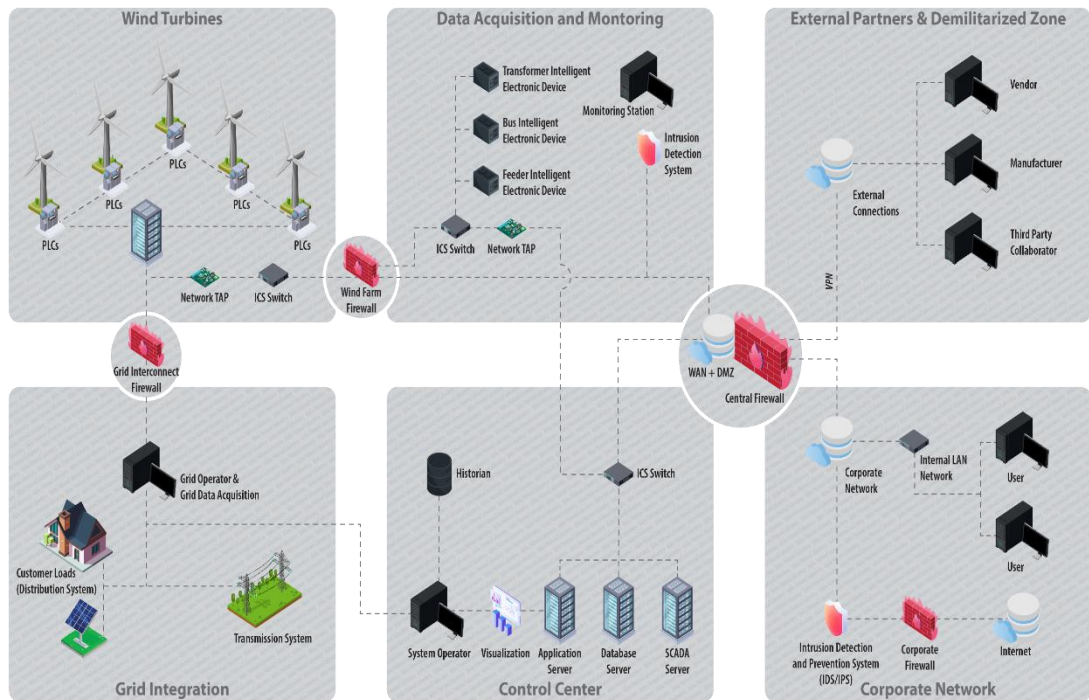 Wind Turbines
PLCs
PLCs
PLCs
PLCs
PLCs
Network TAP
ICS Switch
Data Acquisition and Montoring
Transformer Intelligent
Electronic Device
Bus Intelligent
Electronic Device
Feeder Intelligent
Electronic Device
Monitoring Station
Intrusion
Detection
System
ICS Switch
Network TAP
Wind Farm
Firewall
External Partners & Demilitarized Zone
Vendor
Manufacturer
Third Party
Collaborator
External
Connections
VPN
WAN + DMZ
Central Firewall
Grid Interconnect
Firewall
Grid Operator &
Grid Data Acquisition
Customer Loads
(Distribution System)
Transmission System
Grid Integration
Historian
ICS Switch
System Operator
Visualization
Application
Server
Database
Server
SCADA
Server
Control Center
Corporate
Network
Internal LAN
Network
User
User
Intrusion Detection
and Prevention System
(IDS/IPS)
Corporate
Firewall
Internet
Corporate Network